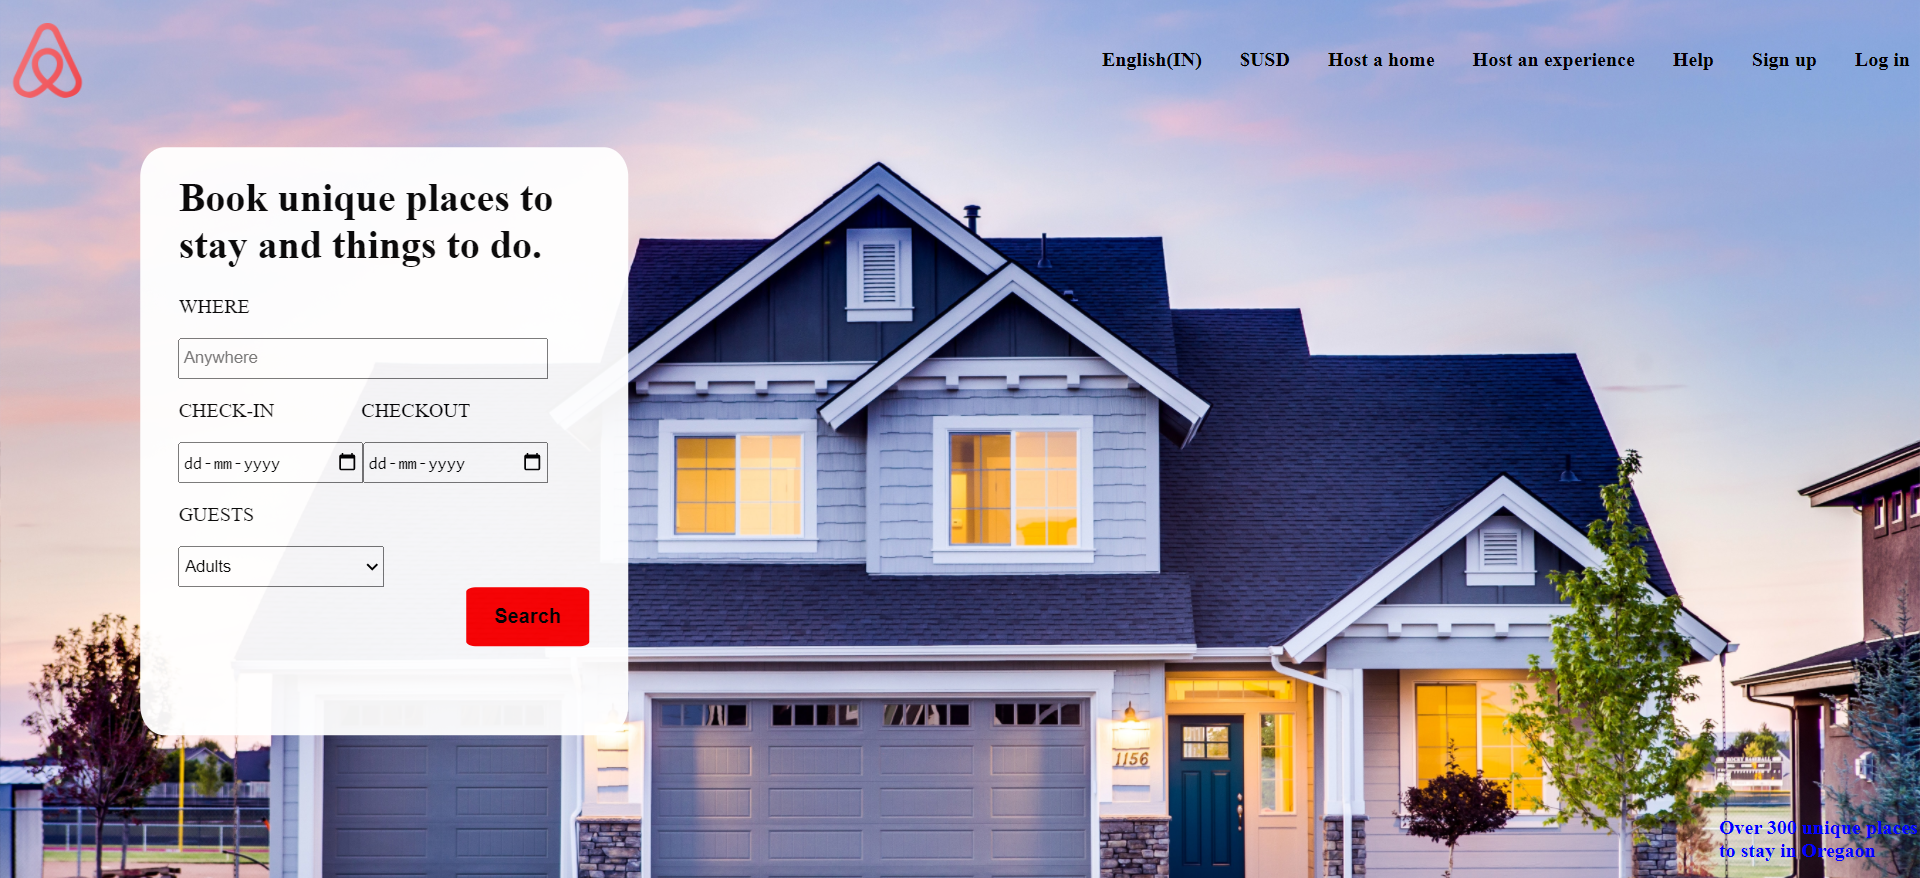 English(IN) $USD Host a home Host an experience Help Sign up Log in
Book unique places to
stay and things to do.
WHERE
Anywhere
CHECK-IN CHECKOUT
dd-mm-yyyy dd-mm-yyyy
GUESTS
Adults
Search
1156
Over 300 unique places
to stay in Oregaon